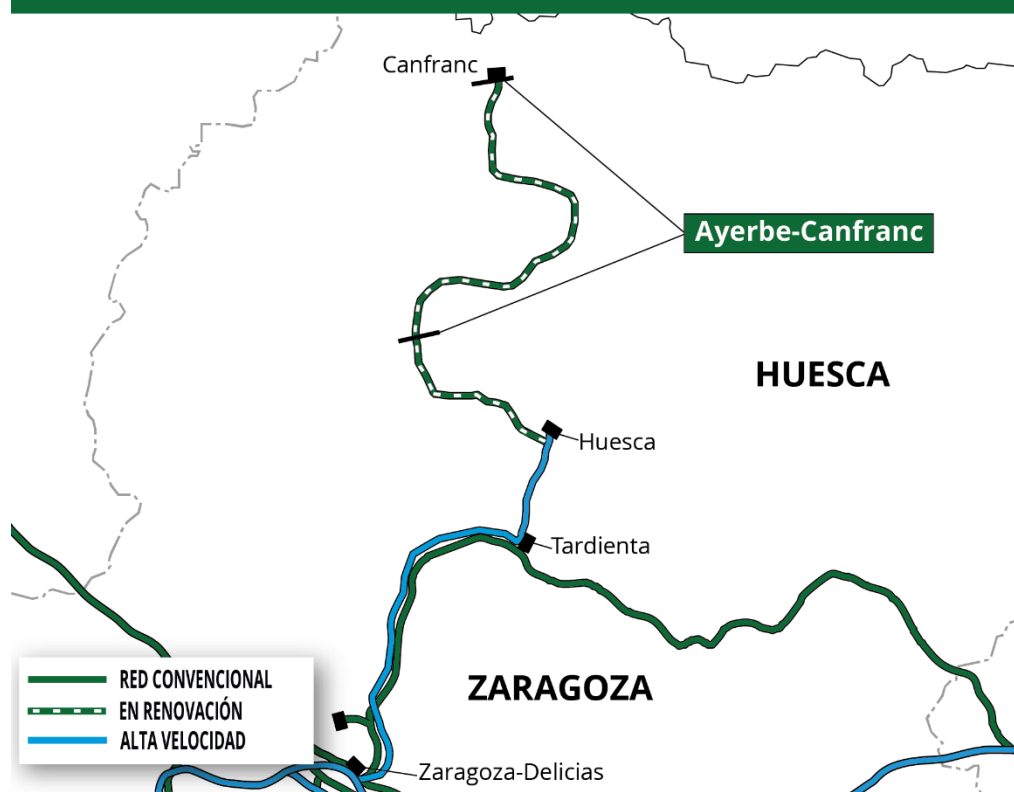 Canfranc
Ayerbe-Canfranc
HUESCA
Huesca
Tardienta
ZARAGOZA
Zaragoza-Delicias
RED CONVENCIONAL
EN RENOVACIÓN
ALTA VELOCIDAD